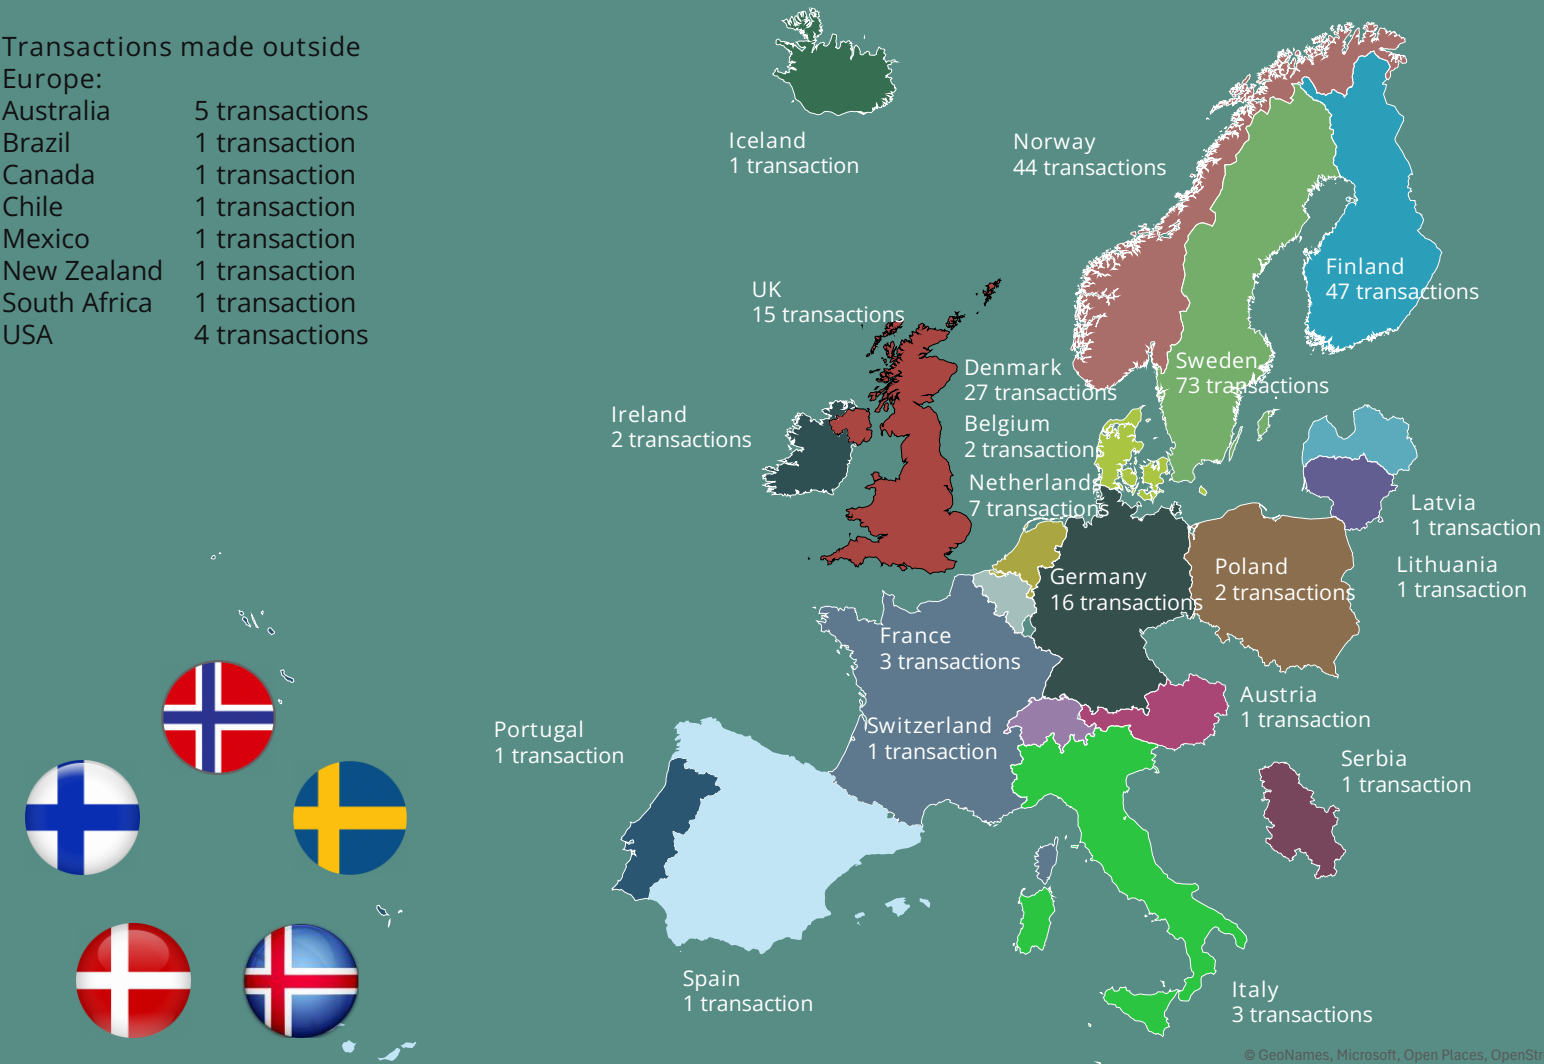 Transactions made outside
Europe:
Australia 5 transactions
Brazil 1 transaction
Canada 1 transaction
Chile 1 transaction
Mexico 1 transaction
New Zealand 1 transaction
South Africa 1 transaction
USA 4 transactions
Iceland
1 transaction
Norway
44 transactions
Finland
47 transactions
UK
15 transactions
Sweden
73 transactions
Denmark
27 transactions
Ireland
2 transactions
Belgium
2 transactions
Netherlands
7 transactions
Latvia
1 transaction
Lithuania
1 transaction
Germany
16 transactions
Poland
2 transactions
France
3 transactions
Austria
1 transaction
Switzerland
1 transaction
Portugal
1 transaction
Serbia
1 transaction
Spain
1 transaction
Italy
3 transactions
© GeoNames, Microsoft, Open Places, OpenStr